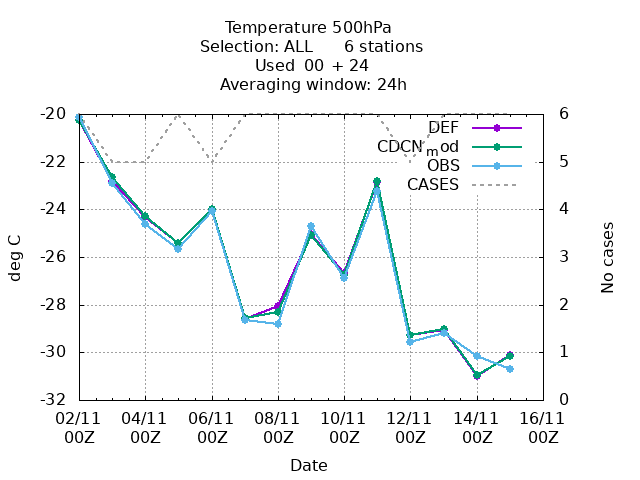 Temperature 500hPa
Selection: ALL 6 stations
Used 00 + 24
Averaging window: 24h
-20 6
DEF
CDCN_mod
-22 OBS 5
CASES
-24 4
-26 3
deg C
No cases
-28 2
-30 1
-32 0
02/11 04/11 06/11 08/11 10/11 12/11 14/11 16/11
00Z 00Z 00Z 00Z 00Z 00Z 00Z 00Z
Date